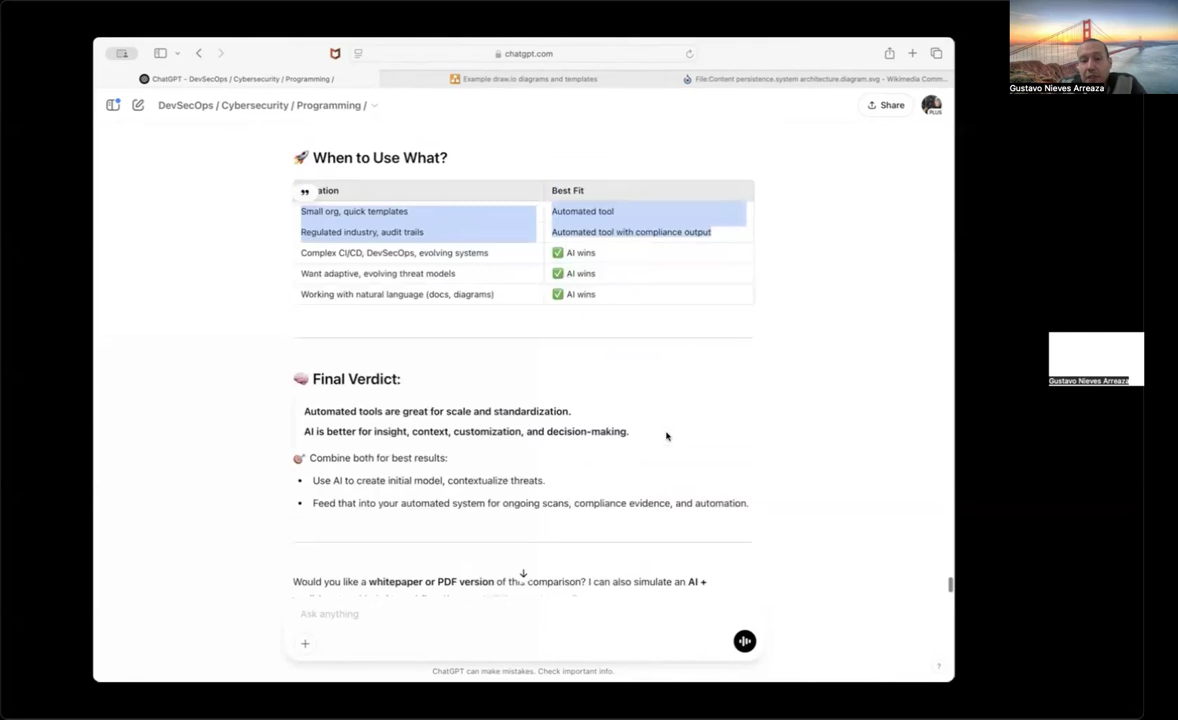 chatgpt.com
ChatGPT - DevSecOps / Cybersecurity / Programming /
Example draw.io diagrams and templates
File:Content persistence.system architecture.diagram.svg - Wikimedia Comm...
DevSecOps / Cybersecurity / Programming /
Share
PLUS
Gustavo Nieves Arreaza
🚀 When to Use What?
ation Best Fit
Small org, quick templates Automated tool
Regulated industry, audit trails Automated tool with compliance output
Complex CI/CD, DevSecOps, evolving systems ✅ AI wins
Want adaptive, evolving threat models ✅ AI wins
Working with natural language (docs, diagrams) ✅ AI wins
Gustavo Nieves Arreaza
🧠 Final Verdict:
Automated tools are great for scale and standardization.
AI is better for insight, context, customization, and decision-making.
🎯 Combine both for best results:
• Use AI to create initial model, contextualize threats.
• Feed that into your automated system for ongoing scans, compliance evidence, and automation.
Would you like a whitepaper or PDF version of this comparison? I can also simulate an AI +
Ask anything
ChatGPT can make mistakes. Check important info.
?